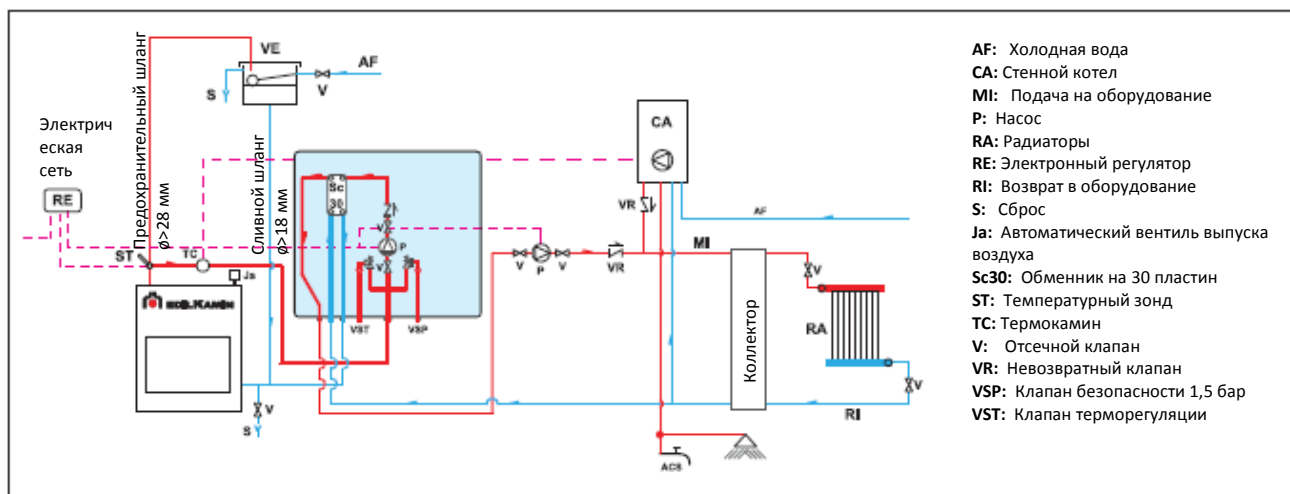 Предохранительный шланг
ø>28 мм
VE
AF
S
V
Электрич
еская
сеть
RE
Сливной шланг
ø>18 мм
ST
TC
Ja
EDILKAMIN
V
S
Sc
30
V
P
V
VST
VSP
V
P
V
VR
VR
MI
CA
AF
Коллектор
ACS
V
RA
V
RI
AF: Холодная вода
CA: Стенной котел
MI: Подача на оборудование
P: Насос
RA: Радиаторы
RE: Электронный регулятор
RI: Возврат в оборудование
S: Сброс
Ja: Автоматический вентиль выпуска
воздуха
Sc30: Обменник на 30 пластин
ST: Температурный зонд
TC: Термокамин
V: Отсечной клапан
VR: Невозвратный клапан
VSP: Клапан безопасности 1,5 бар
VST: Клапан терморегуляции